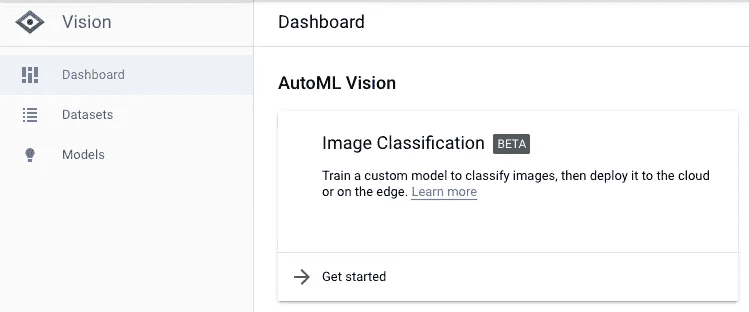 Vision
Dashboard
Datasets
Models
Dashboard
AutoML Vision
Image Classification BETA
Train a custom model to classify images, then deploy it to the cloud
or on the edge. Learn more
Get started